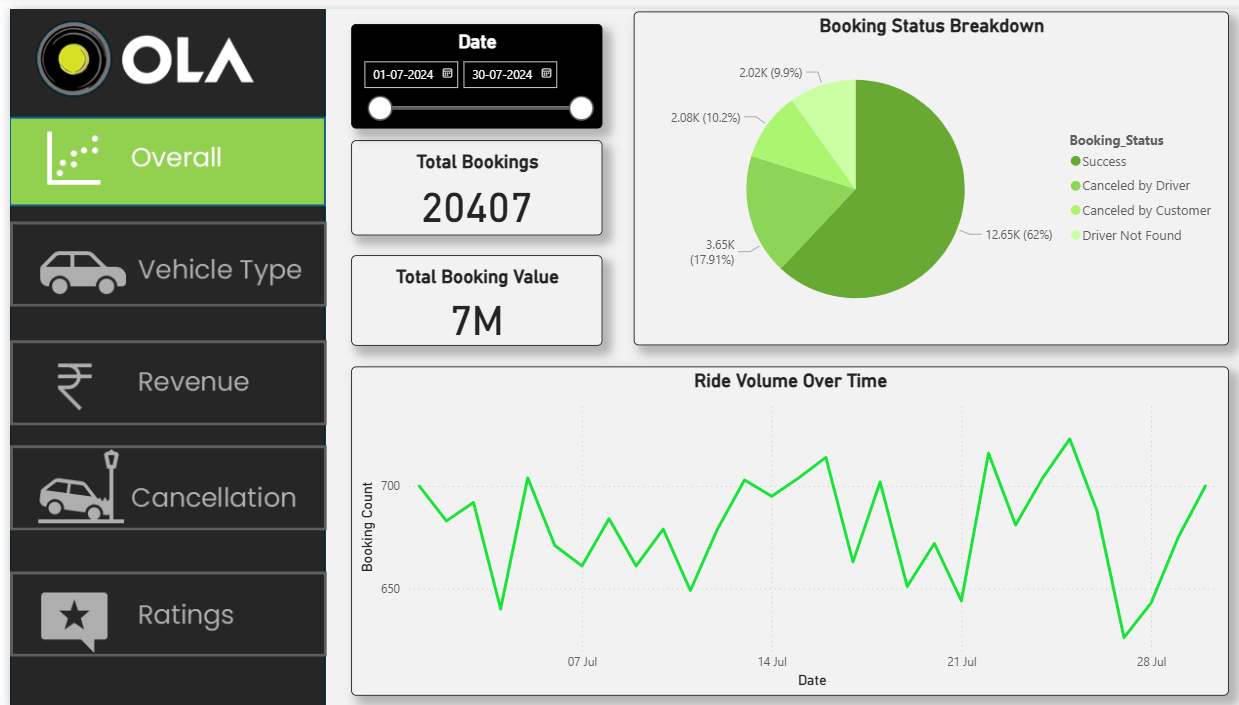 OLA
Overall
Vehicle Type
Revenue
Cancellation
Ratings
Date
01-07-2024
30-07-2024
Total Bookings
20407
Total Booking Value
7M
Booking Status Breakdown
2.02K (9.9%)
2.08K (10.2%)
3.65K
(17.91%)
12.65K (62%)
Booking_Status
Success
Canceled by Driver
Canceled by Customer
Driver Not Found
Ride Volume Over Time
Booking Count
700
650
07 Jul
14 Jul
21 Jul
28 Jul
Date